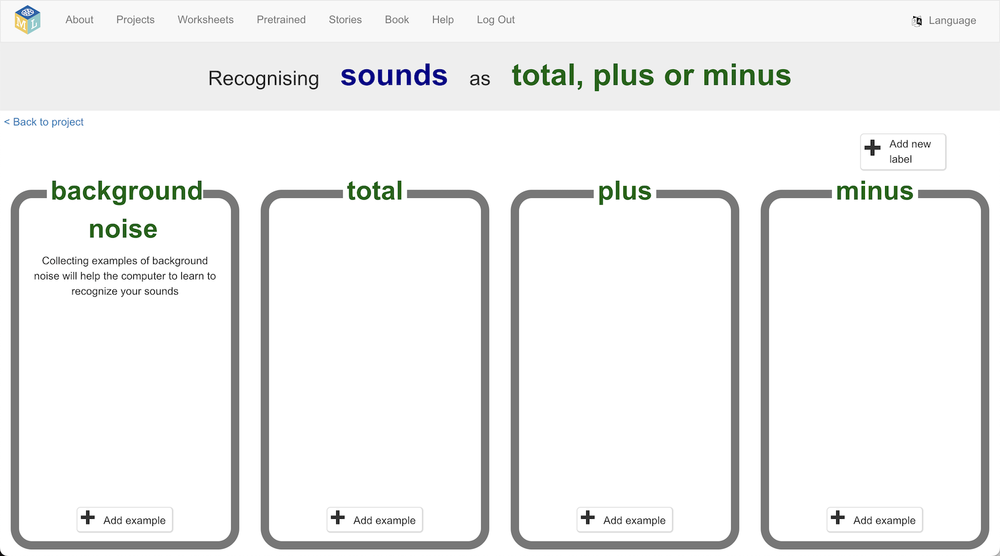 ML About Projects Worksheets Pretrained Stories Book Help Log Out Language
Recognising sounds as total, plus or minus
< Back to project
Add new
label
background
noise
Collecting examples of background
noise will help the computer to learn to
recognize your sounds
Add example
total
Add example
plus
Add example
minus
Add example